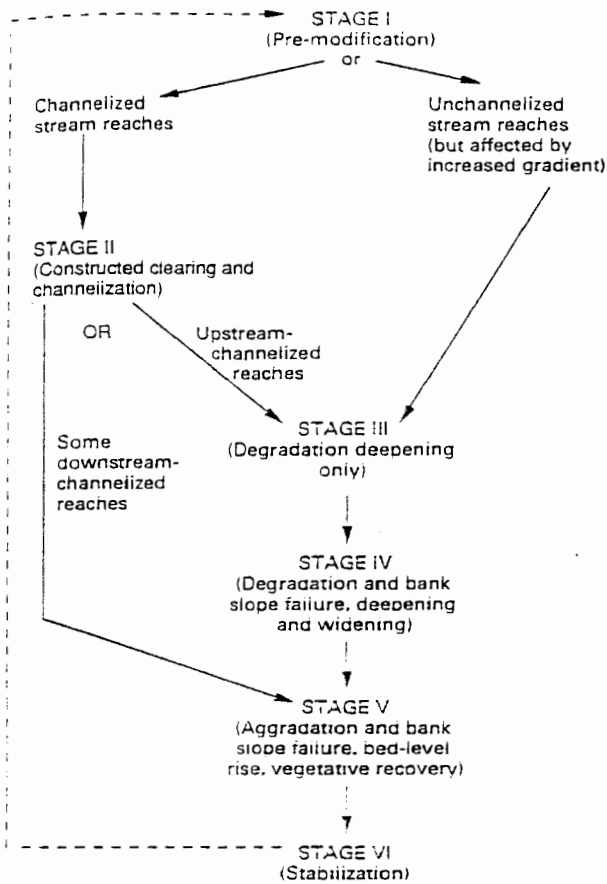 STAGE I
(Pre-modification)
or
Channelized
stream reaches
Unchannelized
stream reaches
(but affected by
increased gradient)
STAGE II
(Constructed clearing and
channelization)
OR
Upstream-
channelized
reaches
Some
downstream-
channelized
reaches
STAGE III
(Degradation deepening
only)
STAGE IV
(Degradation and bank
slope failure, deepening
and widening)
STAGE V
(Aggradation and bank
slope failure, bed-level
rise, vegetative recovery)
STAGE VI
(Stabilization)